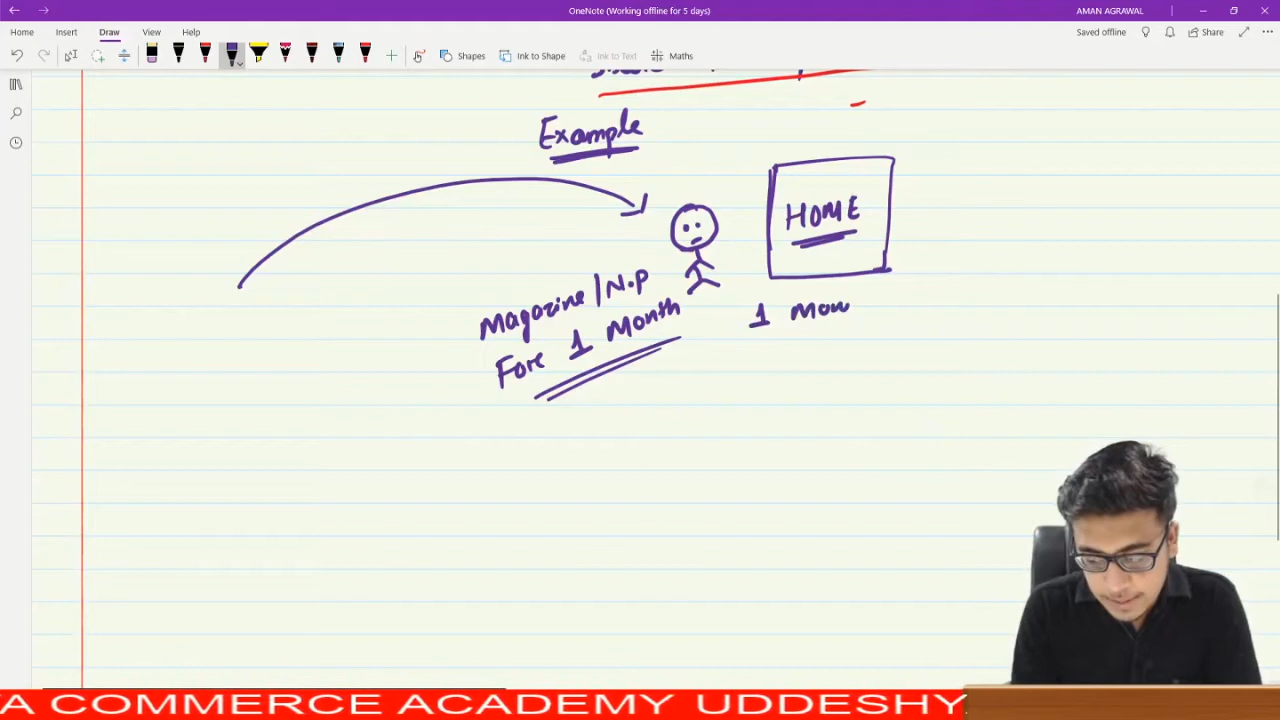 OneNote (Working offline for 5 days)
AMAN AGRAWAL
Home Insert Draw View Help
Saved offline
Share
Shapes
Ink to Shape
Ink to Text
Maths
Example
HOME
Magazine/N.P
Fore 1 Month
1 Mon
A COMMERCE ACADEMY UDDESHY